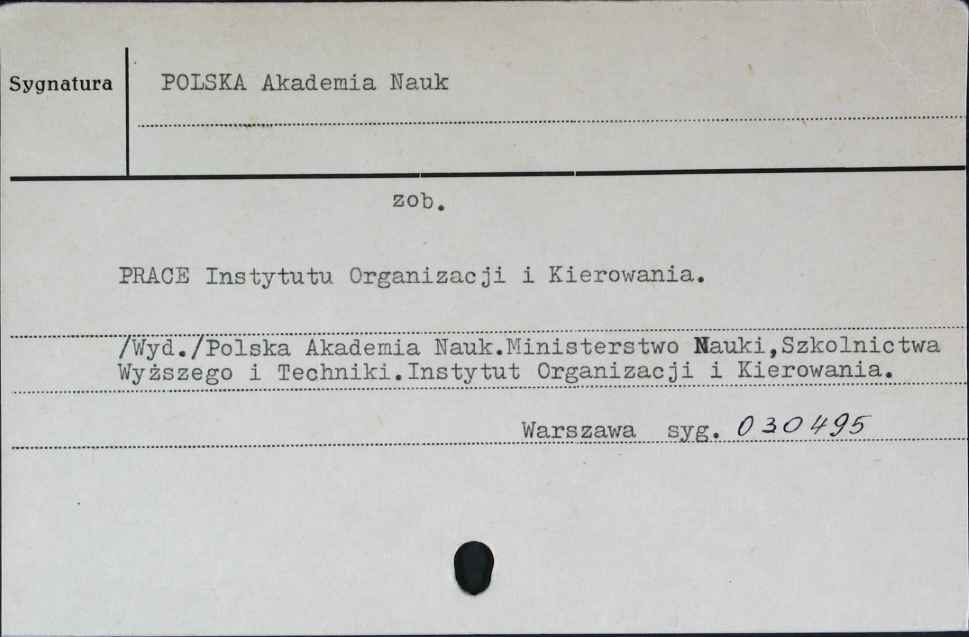 Sygnatura
POLSKA Akademia Nauk
zob.
PRACE Instytutu Organizacji i Kierowania.
/Wyd./Polska Akademia Nauk.Ministerstwo Nauki,Szkolnictwa
Wyższego i Techniki.Instytut Organizacji i Kierowania.
Warszawa syg. 030495